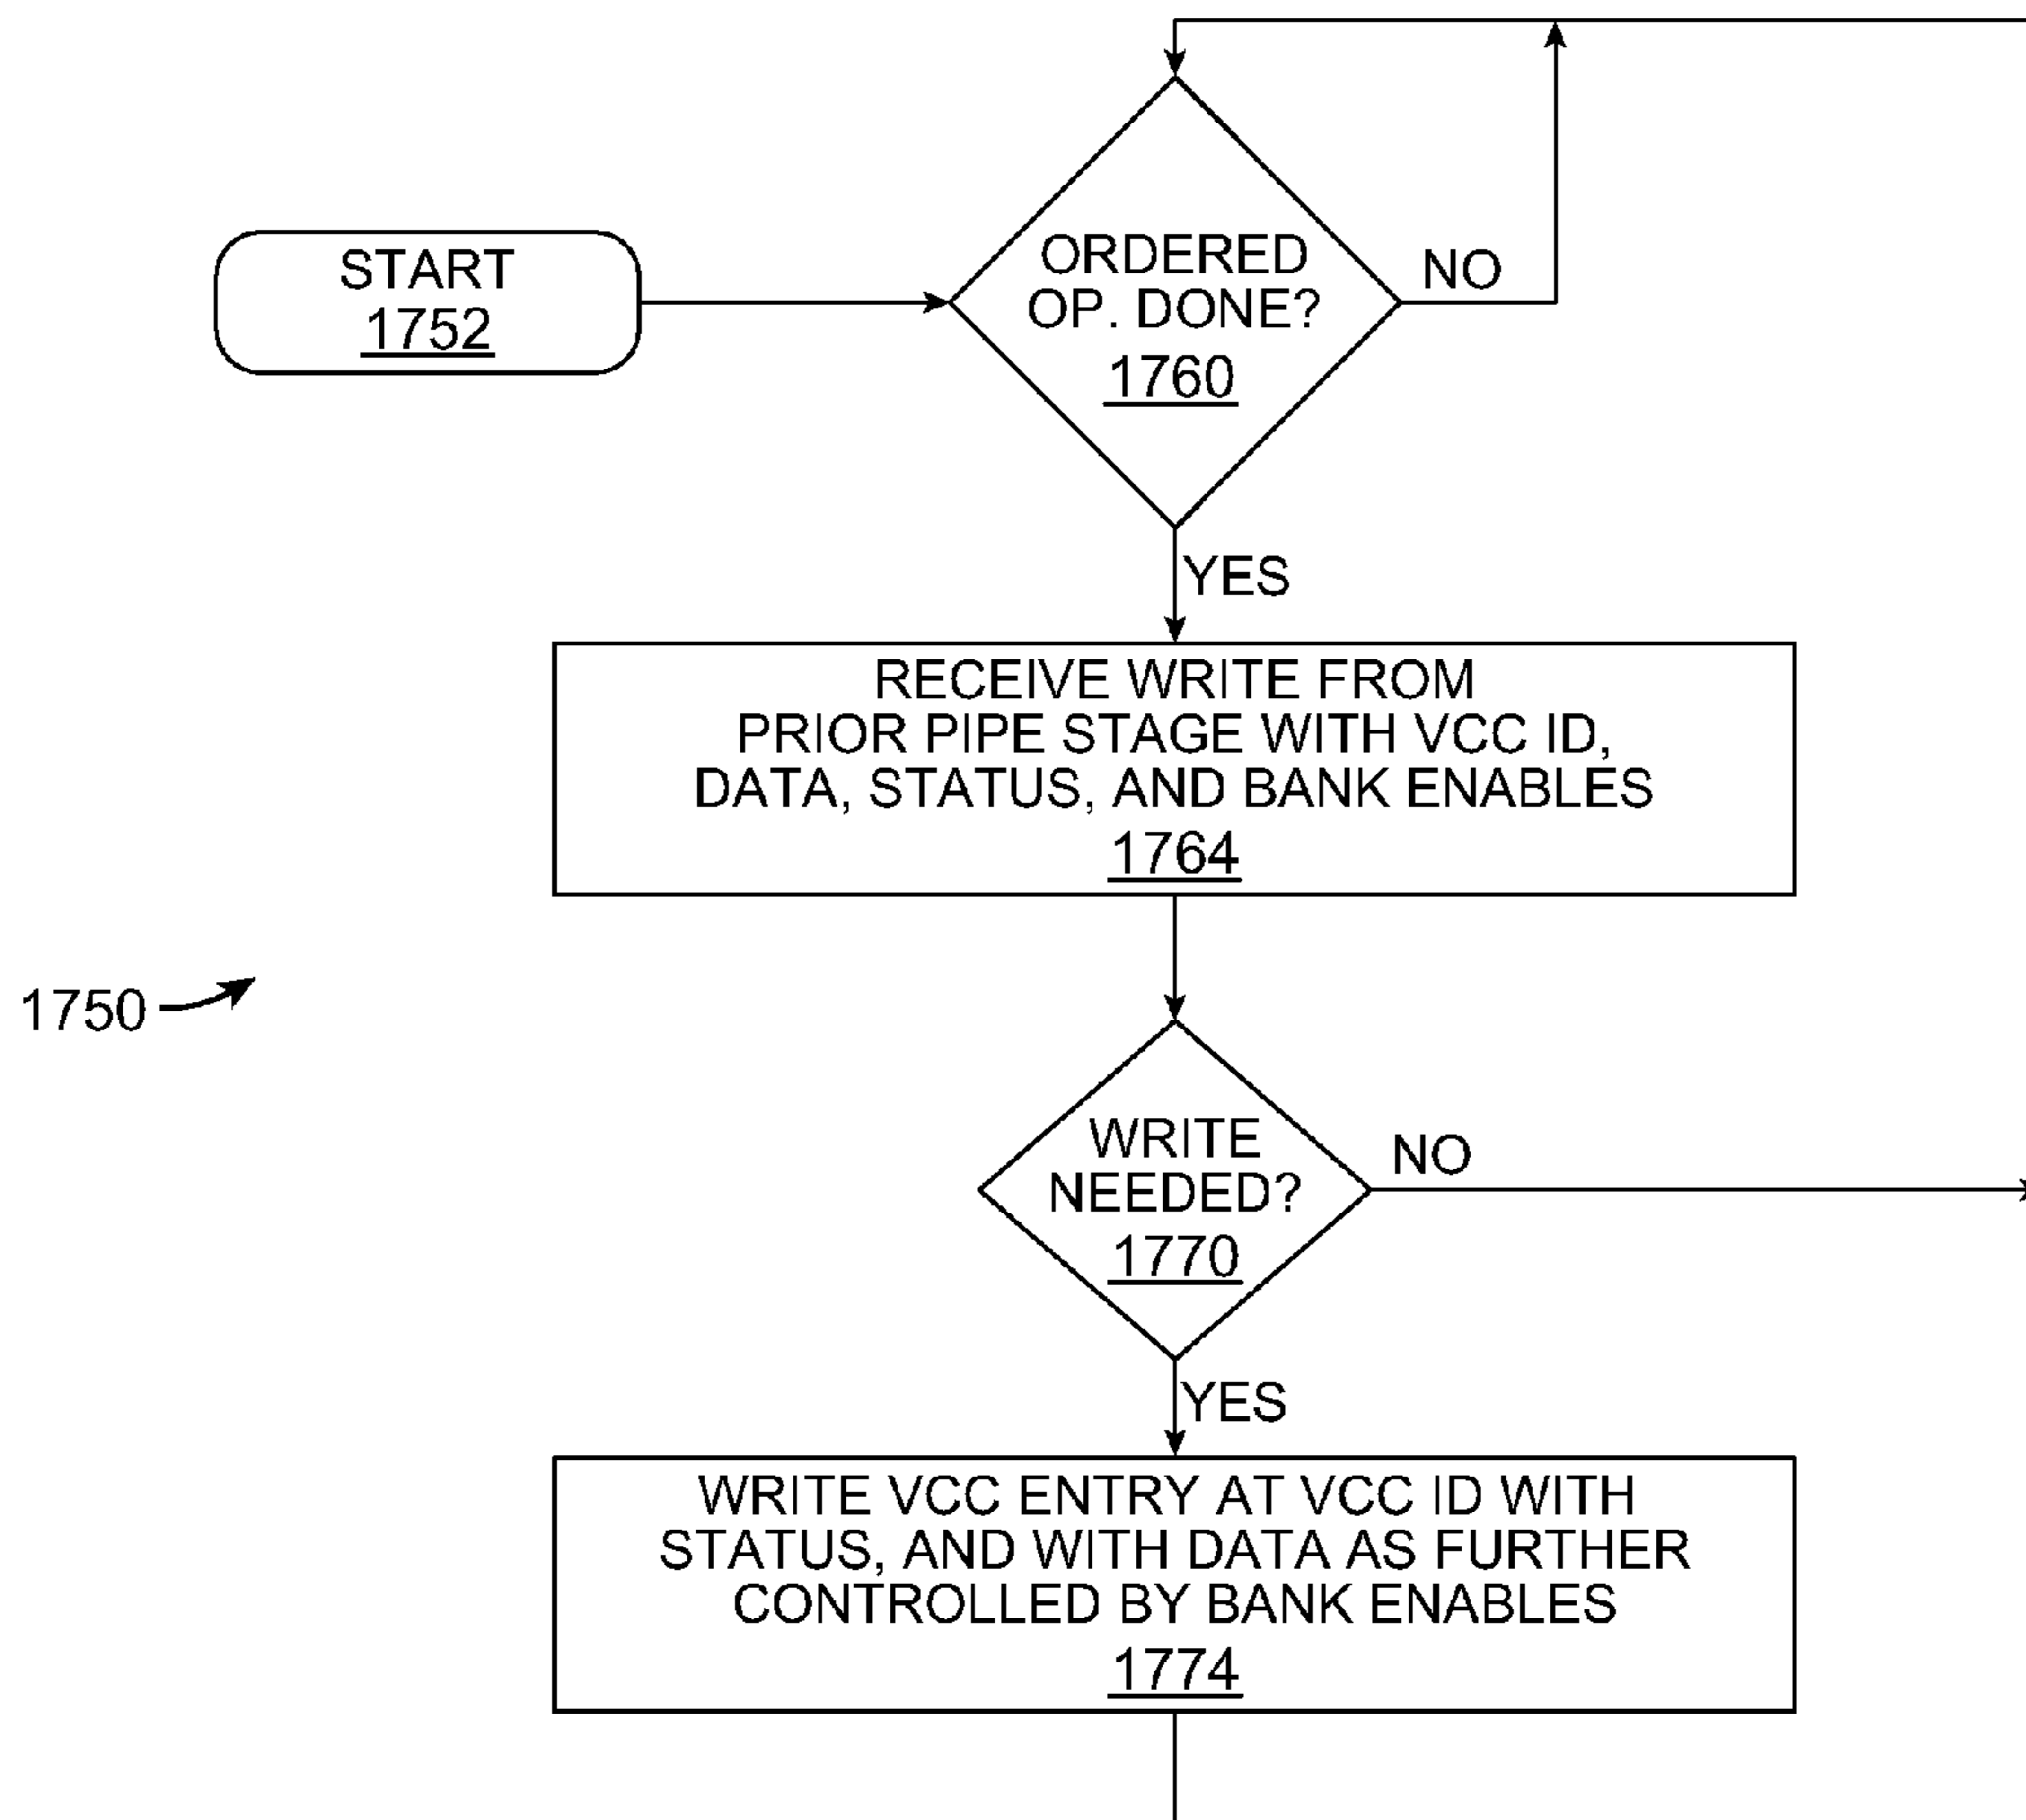 START
1752
ORDERED
OP. DONE?
1760
NO
YES
RECEIVE WRITE FROM
PRIOR PIPE STAGE WITH VCC ID,
DATA, STATUS, AND BANK ENABLES
1764
1750
WRITE
NEEDED?
1770
NO
YES
WRITE VCC ENTRY AT VCC ID WITH
STATUS, AND WITH DATA AS FURTHER
CONTROLLED BY BANK ENABLES
1774